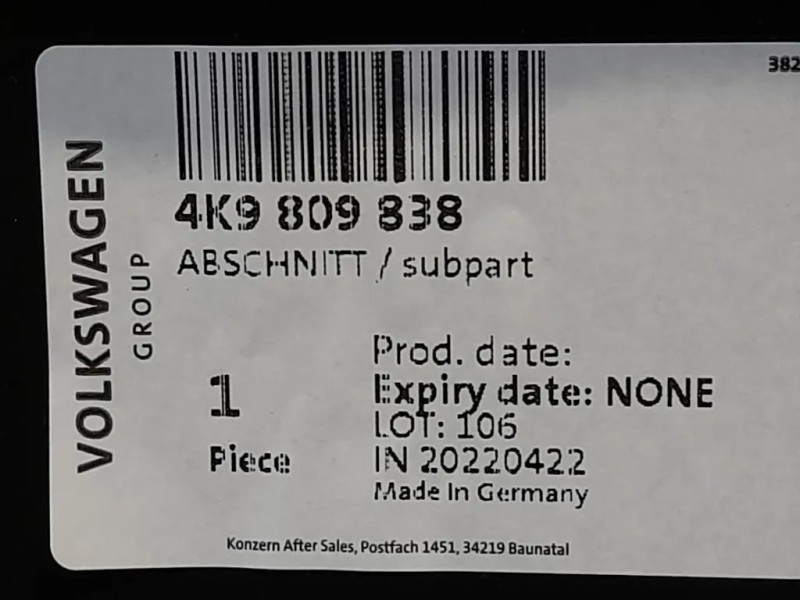 382
VOLKSWAGEN
GROUP
4K9 809 838
ABSCHNITT / subpart
1
Piece
Prod. date:
Expiry date: NONE
LOT: 106
IN 20220422
Made In Germany
Konzern After Sales, Postfach 1451, 34219 Baunatal